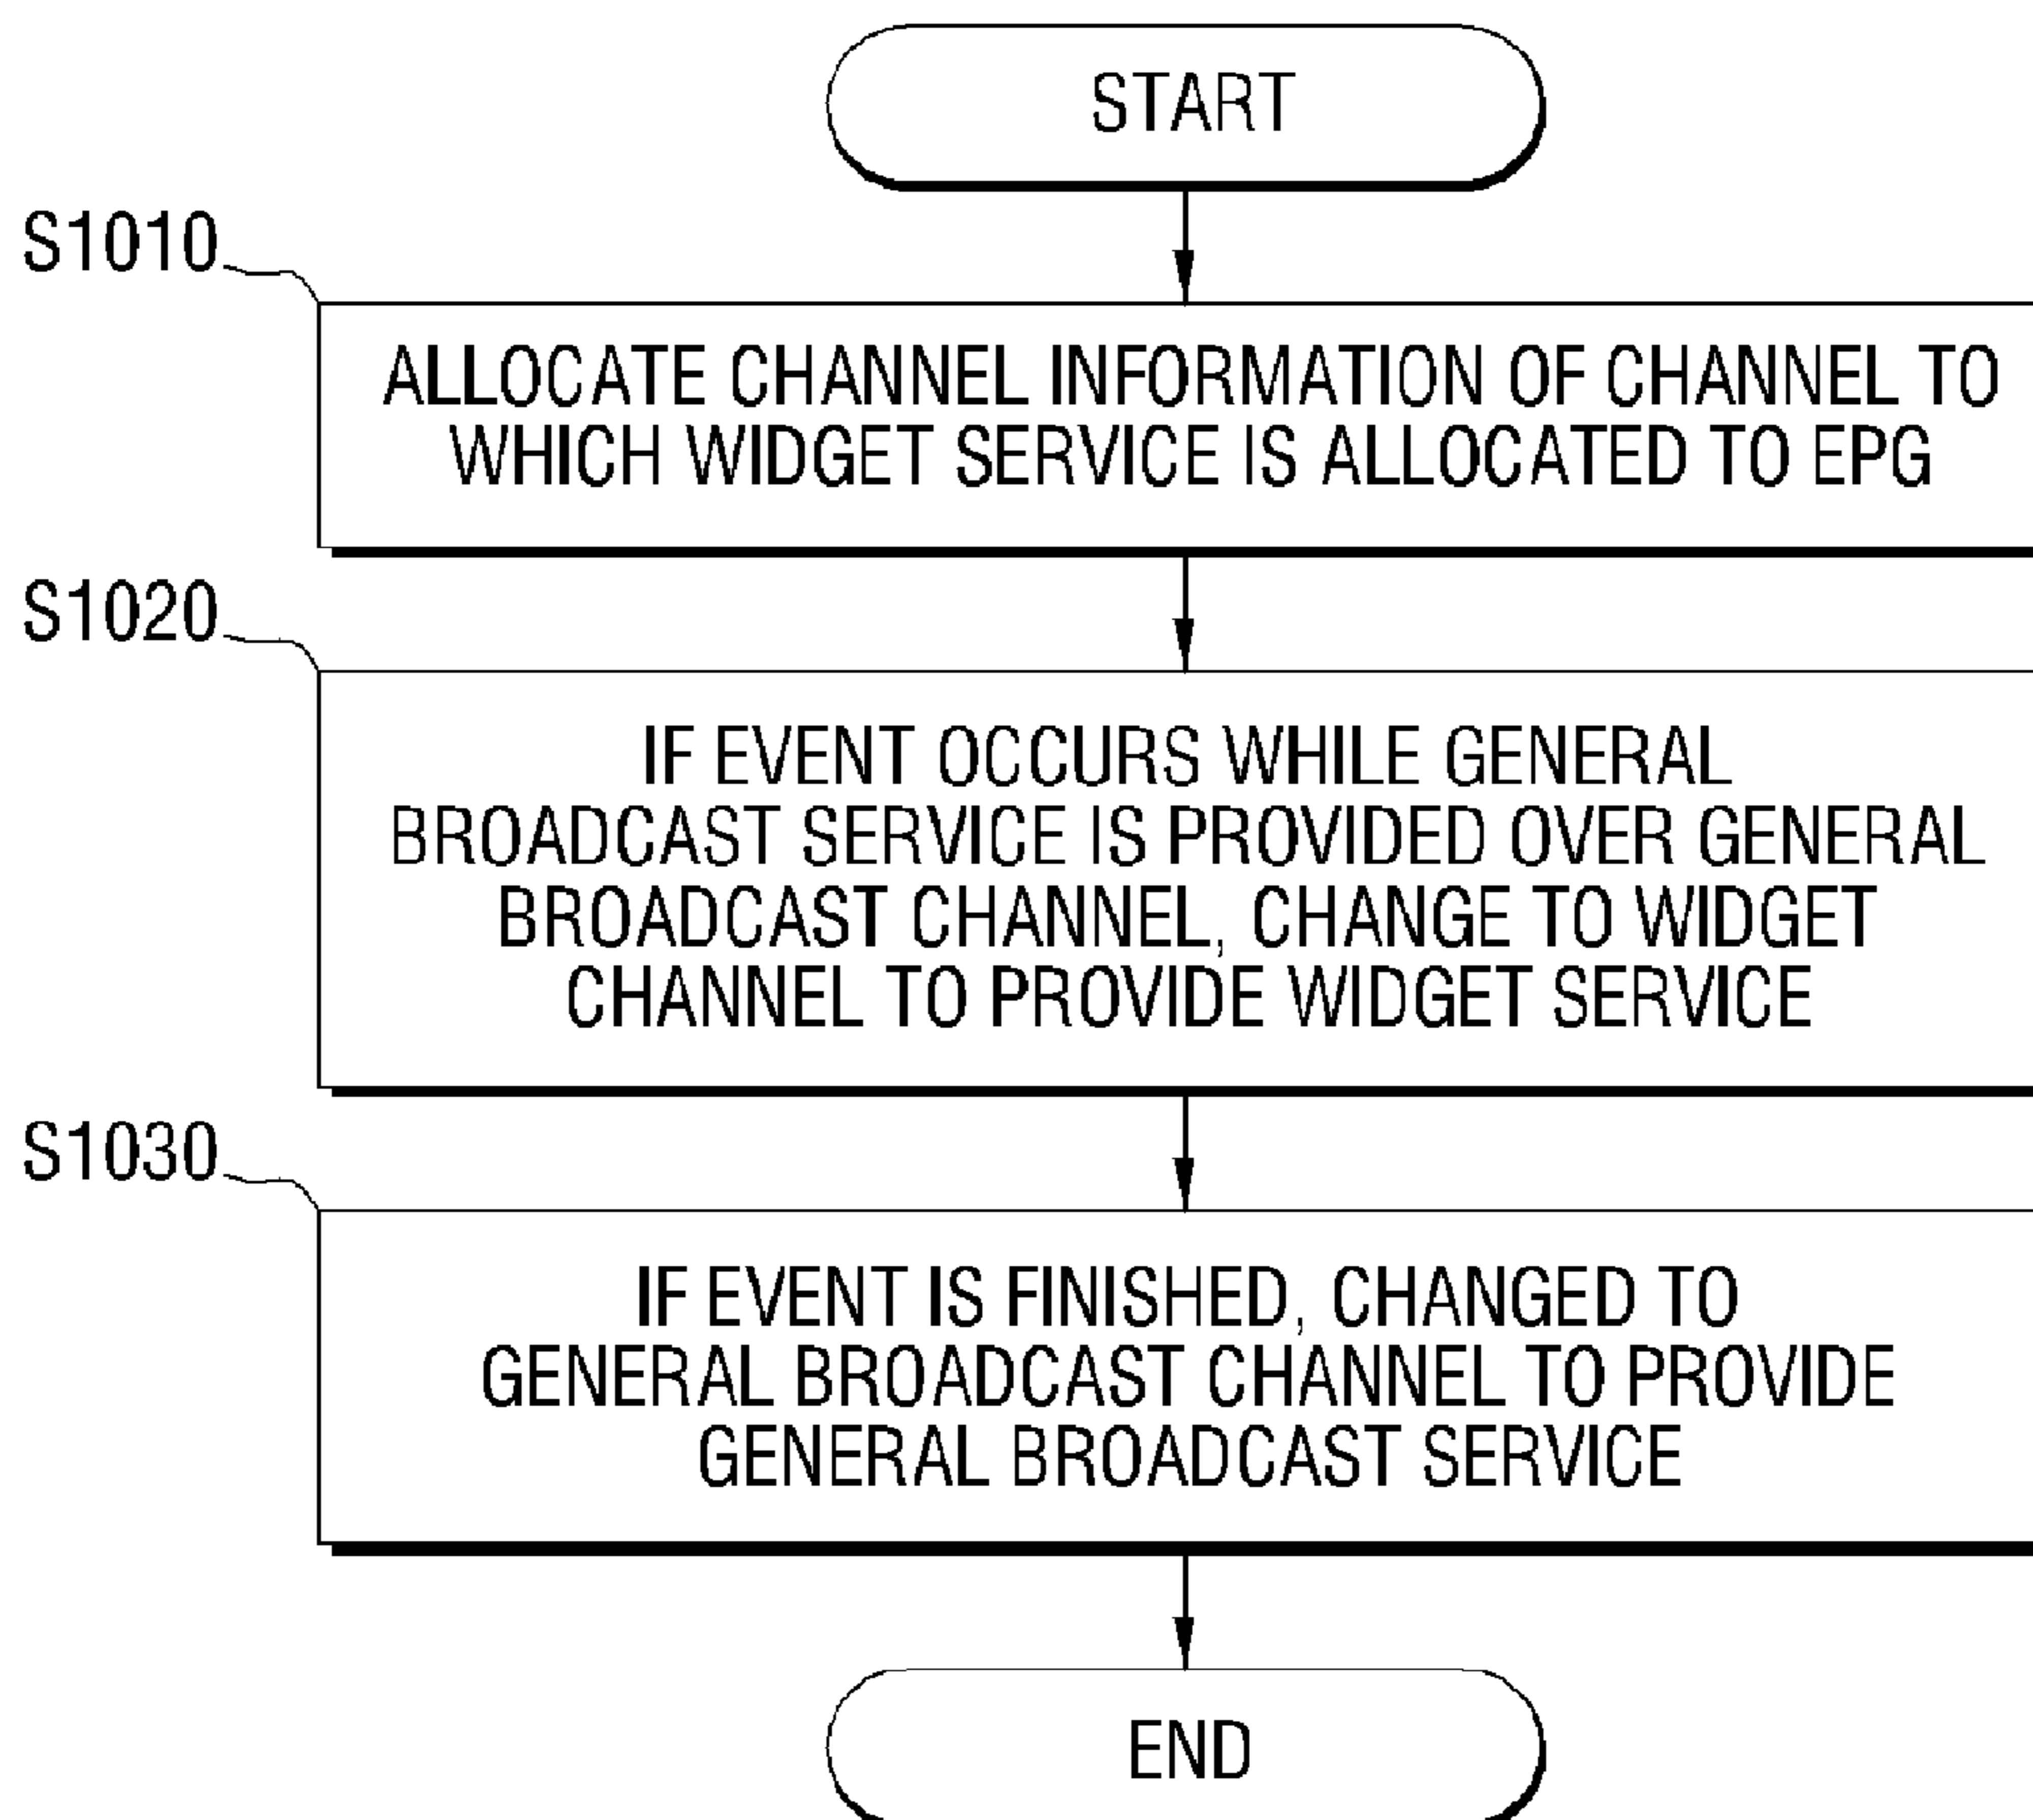 START
S1010
ALLOCATE CHANNEL INFORMATION OF CHANNEL TO
WHICH WIDGET SERVICE IS ALLOCATED TO EPG
S1020
IF EVENT OCCURS WHILE GENERAL
BROADCAST SERVICE IS PROVIDED OVER GENERAL
BROADCAST CHANNEL, CHANGE TO WIDGET
CHANNEL TO PROVIDE WIDGET SERVICE
S1030
IF EVENT IS FINISHED, CHANGED TO
GENERAL BROADCAST CHANNEL TO PROVIDE
GENERAL BROADCAST SERVICE
END